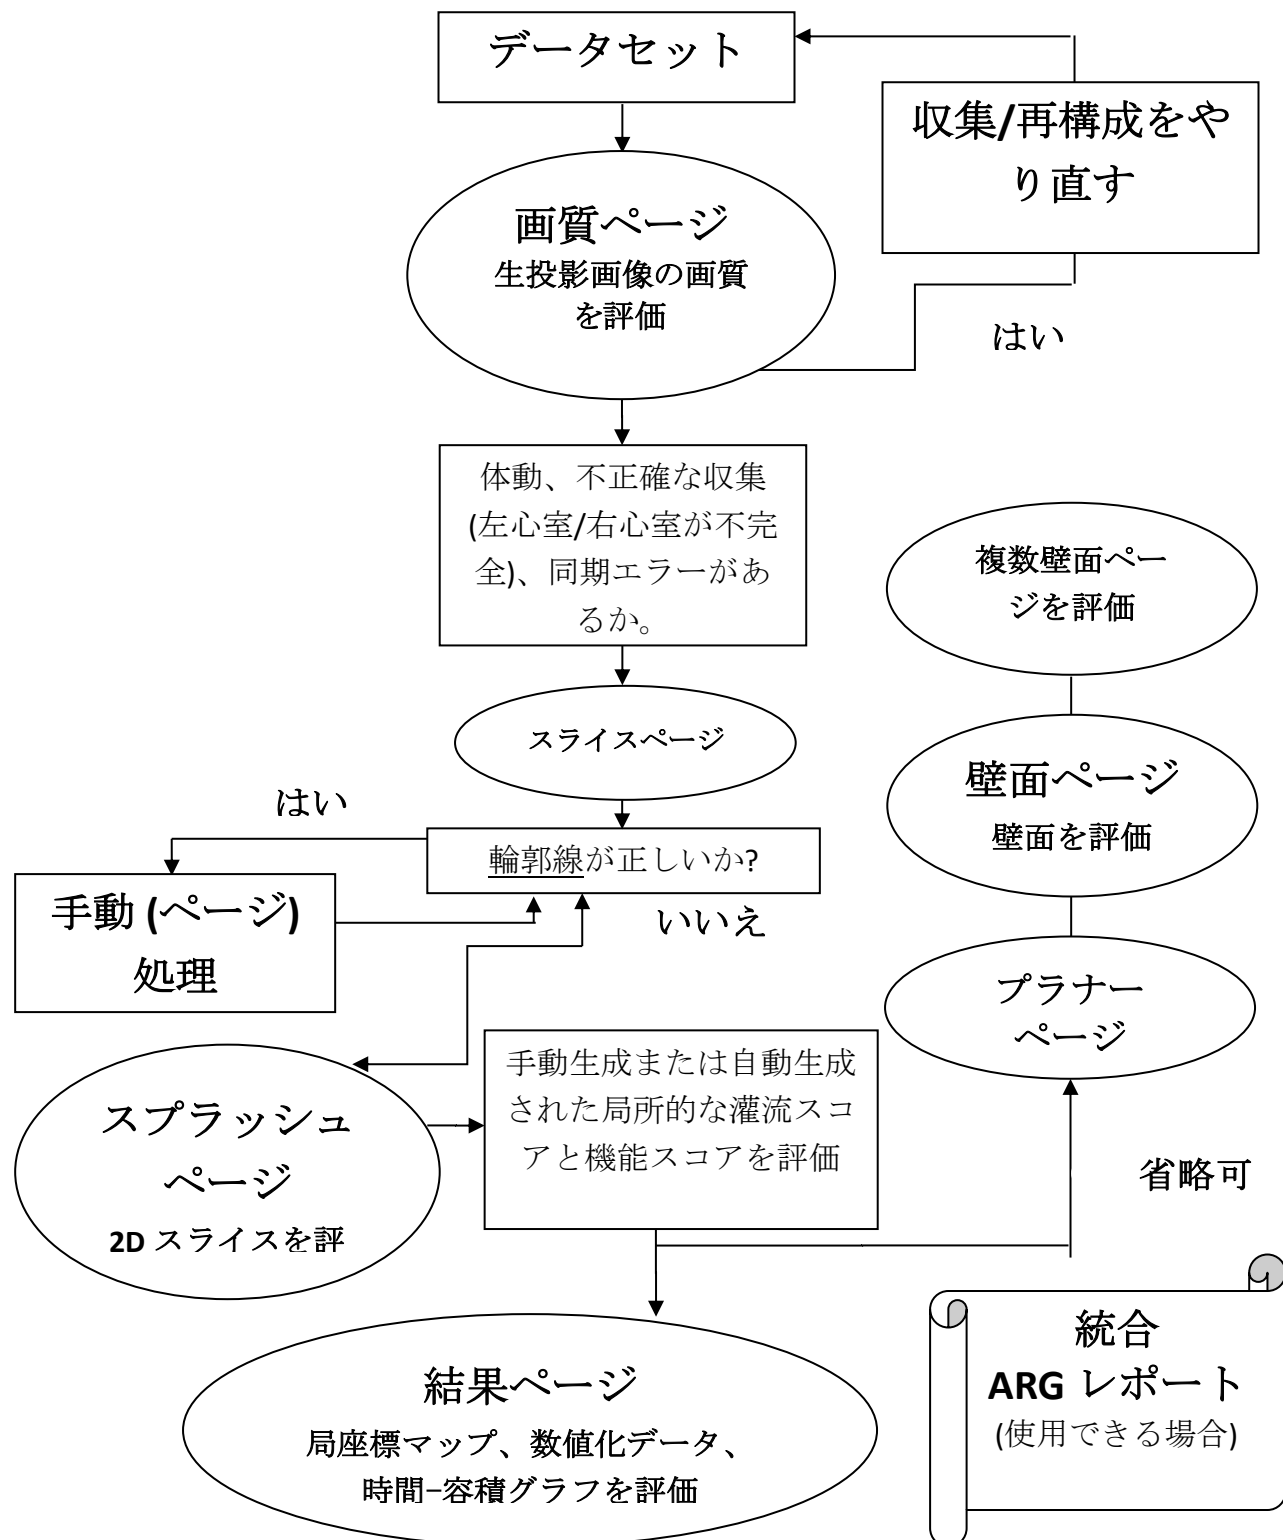 データセット
収集/再構成をや
り直す
画質ページ
生投影画像の画質
を評価
はい
体動、不正確な収集
(左心室/右心室が不完
全)、同期エラーがあ
るか。
複数壁面ペー
ジを評価
スライスページ
壁面ページ
壁面を評価
はい
輪郭線が正しいか?
いいえ
手動 (ページ)
処理
プラナー
ページ
手動生成または自動生成
された局所的な灌流スコ
アと機能スコアを評価
スプラッシュ
ページ
2D スライスを評
省略可
統合
ARG レポート
(使用できる場合)
結果ページ
局座標マップ、数値化データ、
時間-容積グラフを評価